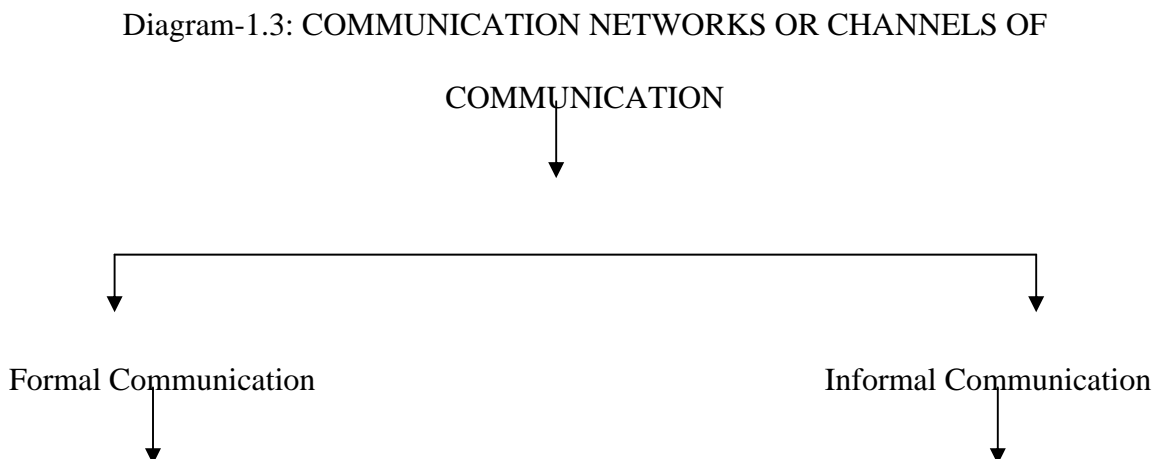 Diagram-1.3: COMMUNICATION NETWORKS OR CHANNELS OF
COMMUNICATION
Formal Communication
Informal Communication